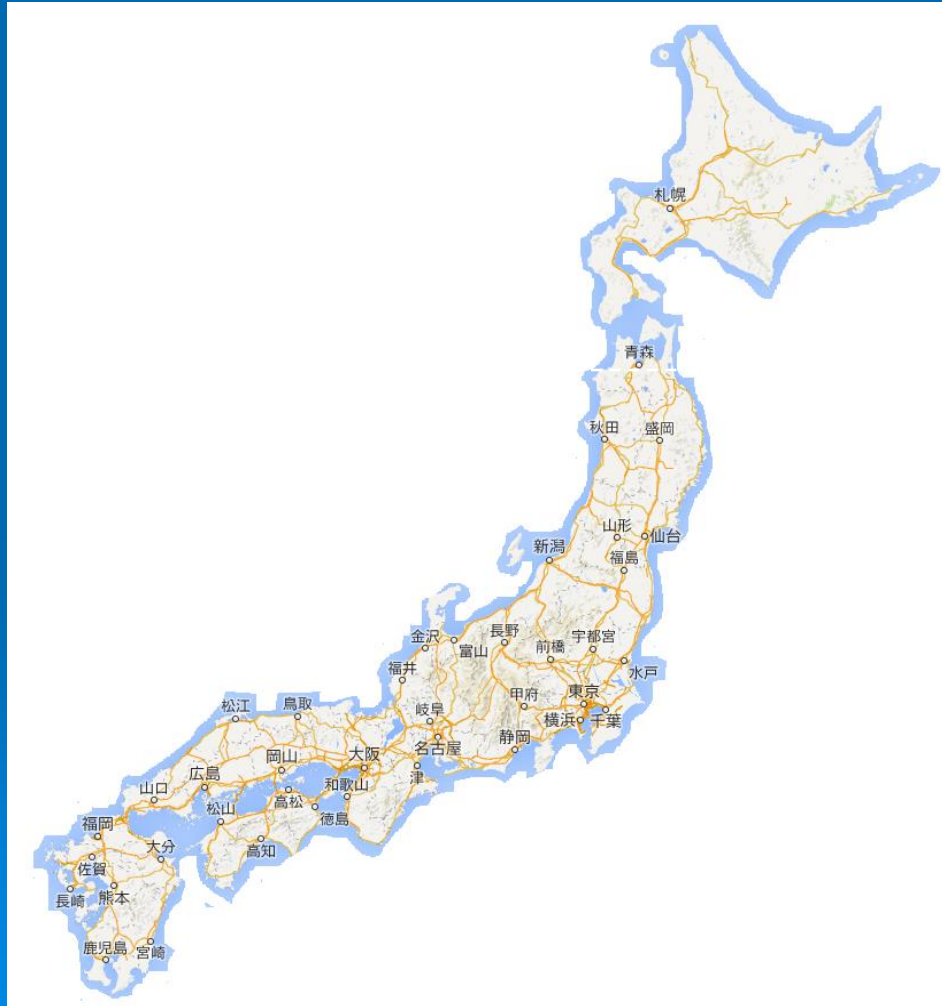 札幌
青森
秋田
盛岡
山形
仙台
新潟
福島
金沢
富山
長野
前橋
宇都宮
水戸
福井
甲府
東京
岐阜
横浜
千葉
松江
鳥取
名古屋
静岡
岡山
大阪
津
広島
和歌山
山口
高松
松山
徳島
福岡
高知
大分
佐賀
長崎
熊本
鹿児島
宮崎